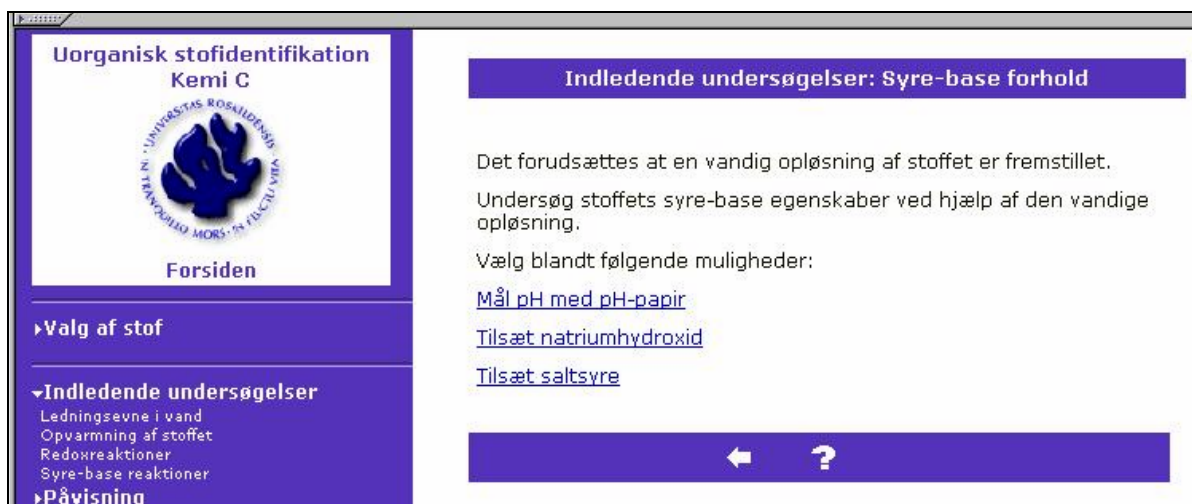 Uorganisk stofidentifikation
Kemi C
Forsiden
Valg af stof
Indledende undersøgelser
Ledningsevne i vand
Opvarmning af stoffet
Redoxreaktioner
Syre-base reaktioner
Påvisning
Indledende undersøgelser: Syre-base forhold
Det forudsættes at en vandig opløsning af stoffet er fremstillet.
Undersøg stoffets syre-base egenskaber ved hjælp af den vandige
opløsning.
Vælg blandt følgende muligheder:
Mål pH med pH-papir
Tilsæt natriumhydroxid
Tilsæt saltsyre
?